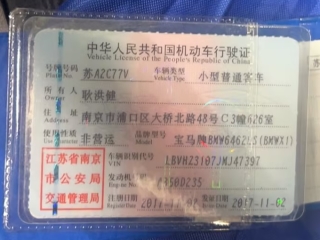 中华人民共和国机动车行驶证
Vehicle License of the People's Republic of China
号牌号码 苏A2C77V 车辆类型 小型普通客车
Plate No. Vehicle Type
所有人 耿洪健
Owner
住址 南京市浦口区大桥北路48号C3幢626室
使用性质 非营运 品牌型号 宝马牌BMW6462LS(BMWX1)
江苏省南京市公安局交通管理局
车辆识别代号 LBVHZ3107JMJ47397
VIN
发动机号码
Engine No.
注册日期 发证日期 2017-11-02
Register Date Issue Date